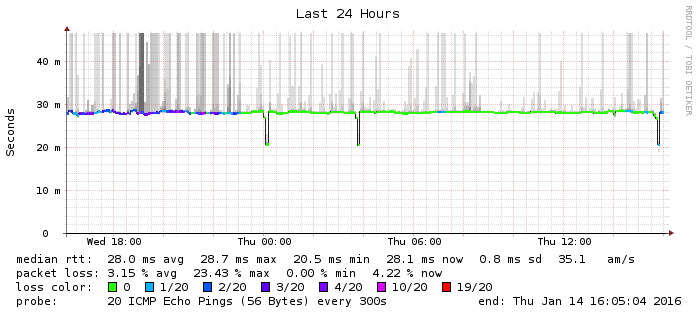 Last 24 Hours
RRDTOOL / TOBI OETIKER
Seconds
40 m
30 m
20 m
10 m
0
Wed 18:00 Thu 00:00 Thu 06:00 Thu 12:00
median rtt: 28.0 ms avg 28.7 ms max 20.5 ms min 28.1 ms now 0.8 ms sd 35.1 am/s
packet loss: 3.15 % avg 23.43 % max 0.00 % min 4.22 % now
loss color: 0 1/20 2/20 3/20 4/20 10/20 19/20
probe: 20 ICMP Echo Pings (56 Bytes) every 300s end: Thu Jan 14 16:05:04 2016